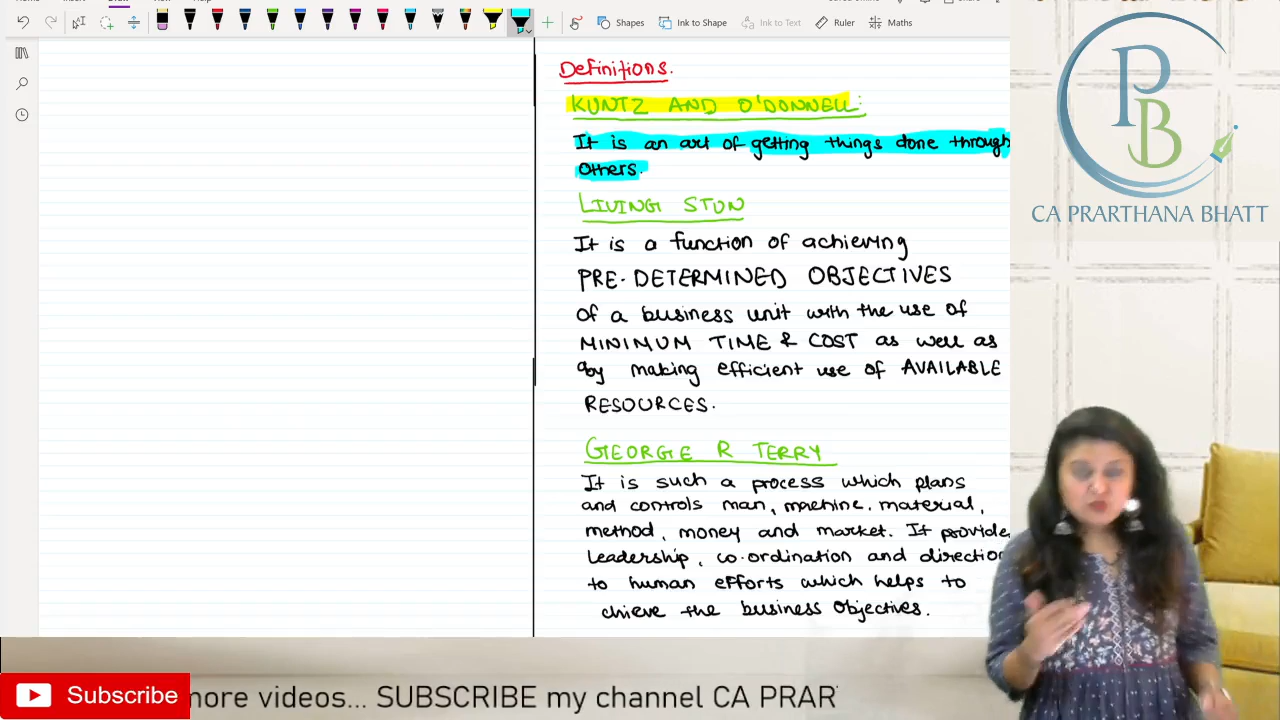 Shapes
Ink to Shape
Ink to Text
Ruler
Maths
Definitions.
KUNTZ AND O'DONNELL:
It is an art of getting things done through
others.
LIVING STON
It is a function of achieving
PRE-DETERMINED OBJECTIVES
of a business unit with the use of
MINIMUM TIME & COST as well as
by making efficient use of AVAILABLE
RESOURCES.
GEORGE R TERRY
It is such a process which plans
and controls man, machine, material,
method, money and market. It provide
leadership, co-ordination and direction
to human efforts which helps to
chieve the business objectives.
PB
CA PRARTHANA BHATT
Subscribe
more videos... SUBSCRIBE my channel CA PRAR